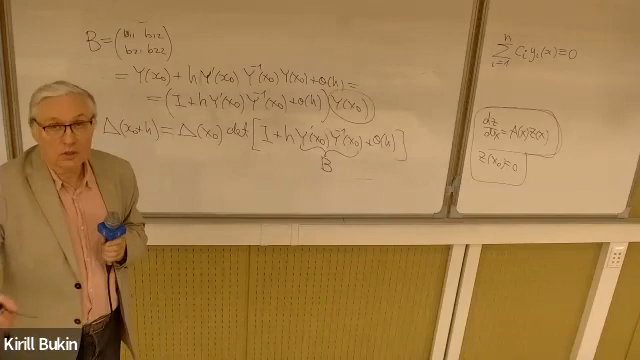 B = (b11 b12
b21 b22)
= Y(x0) + hY'(x0) Y^-1(x0) Y(x0) + o(h) =
= (I + hY'(x0) Y^-1(x0) + o(h)) Y(x0)
Δ(x0+h) = Δ(x0) det [I + hY'(x0)Y^-1(x0) + o(h)]
B
n
∑ Ci yi(x) ≡ 0
i=1
dz/dx = A(x)z(x)
z(x0) = 0
Kirill Bukin